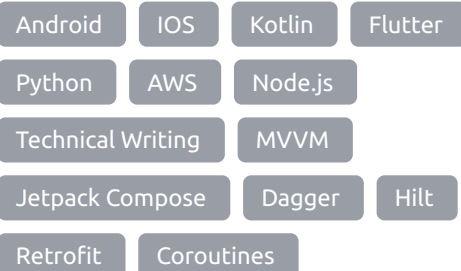 Android IOS Kotlin Flutter
Python AWS Node.js
Technical Writing MVVM
Jetpack Compose Dagger Hilt
Retrofit Coroutines